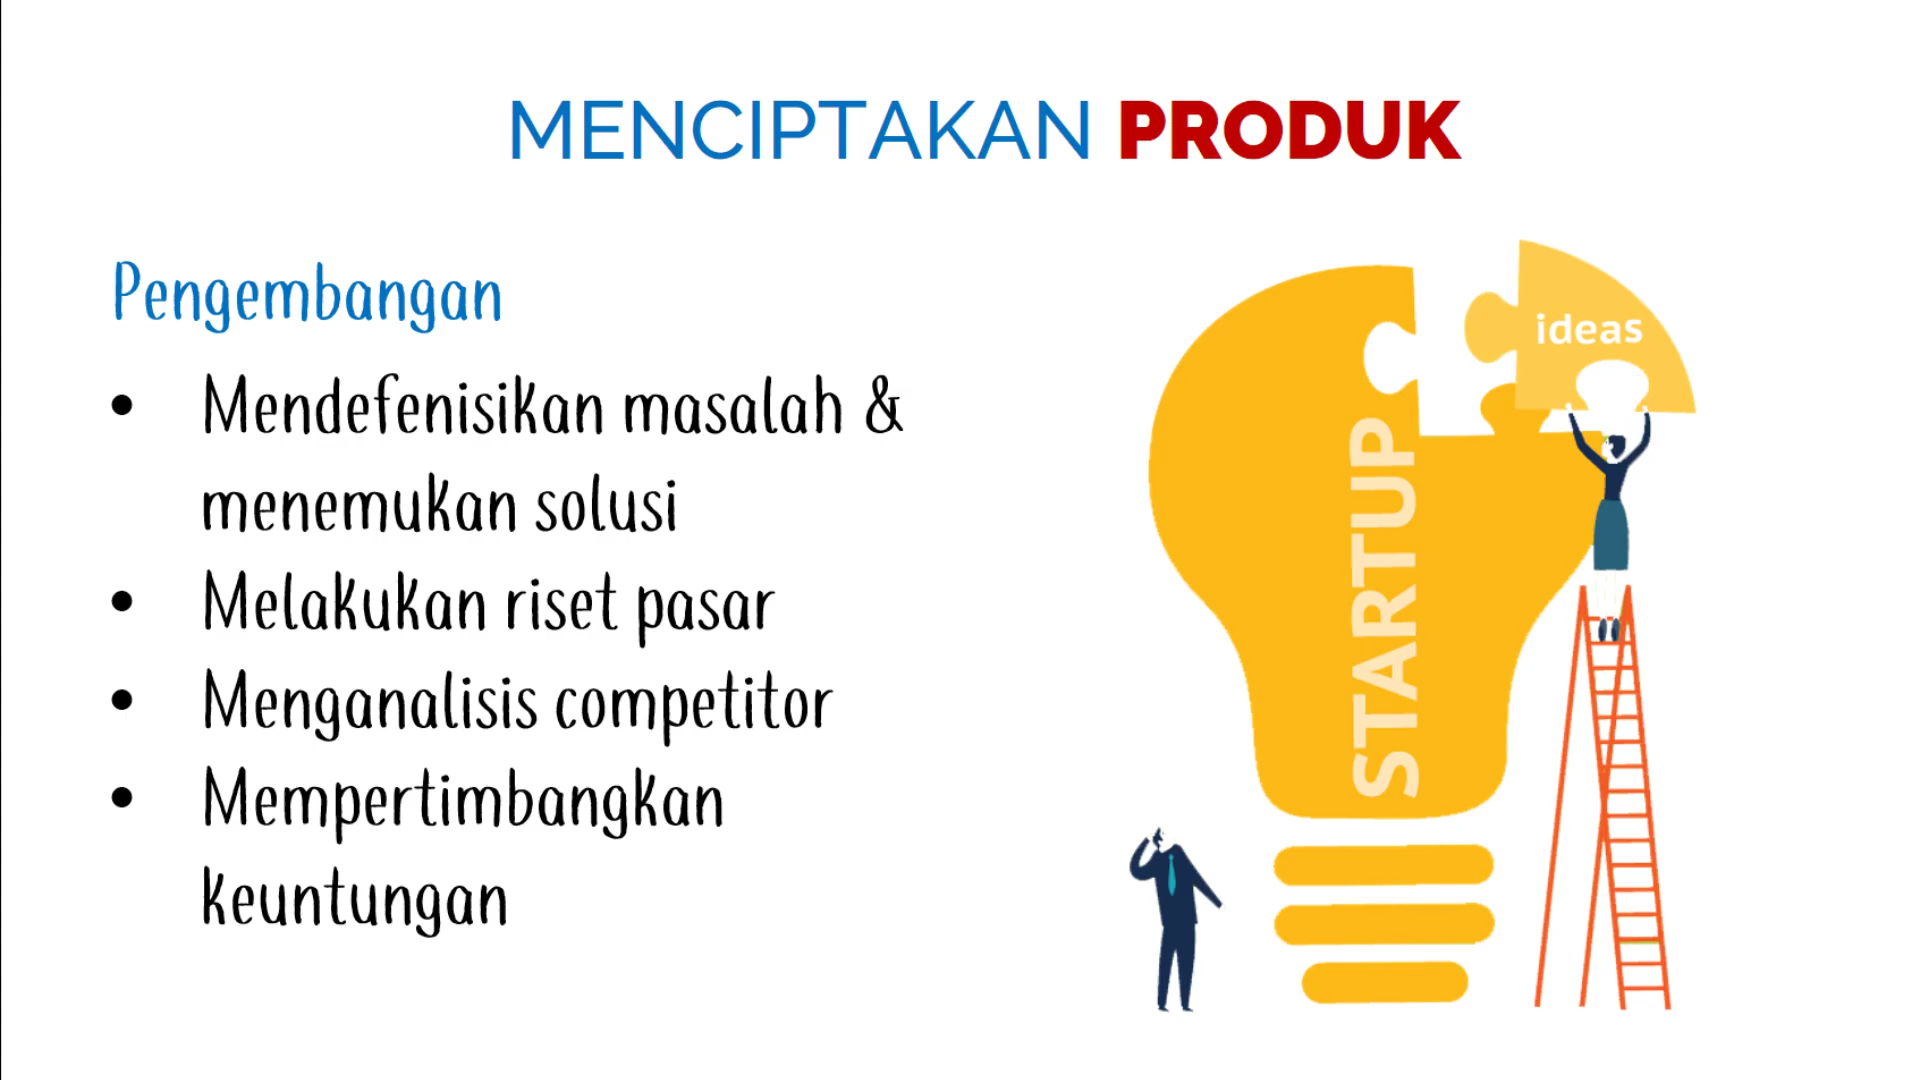 MENCIPTAKAN PRODUK
Pengembangan
• Mendefenisikan masalah &
menemukan solusi
• Melakukan riset pasar
• Menganalisis competitor
• Mempertimbangkan
keuntungan
ideas
STARTUP